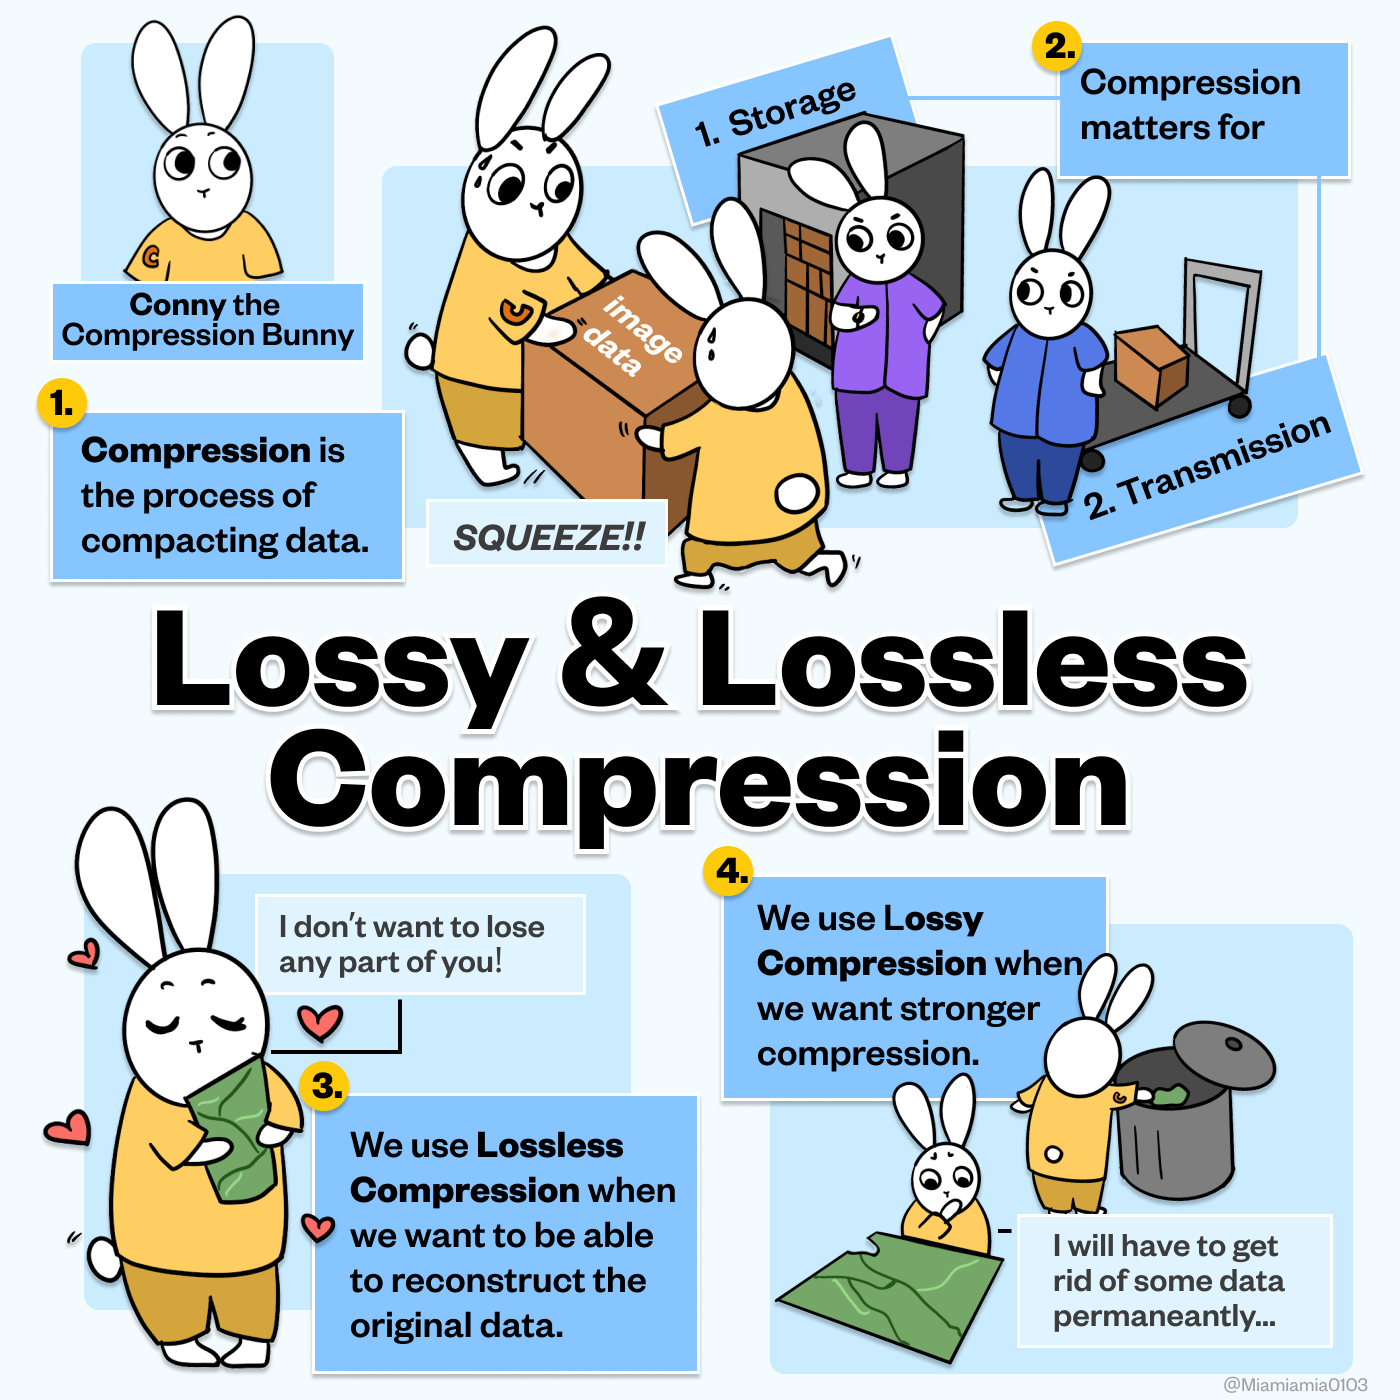 Conny the
Compression Bunny
1.
Compression is
the process of
compacting data.
C
C
image
data
SQUEEZE!!
1. Storage
2.
Compression
matters for
2. Transmission
Lossy & Lossless
Compression
I don't want to lose
any part of you!
3.
We use Lossless
Compression when
we want to be able
to reconstruct the
original data.
4.
We use Lossy
Compression when
we want stronger
compression.
C
I will have to get
rid of some data
permaneantly...
@Miamiamia0103